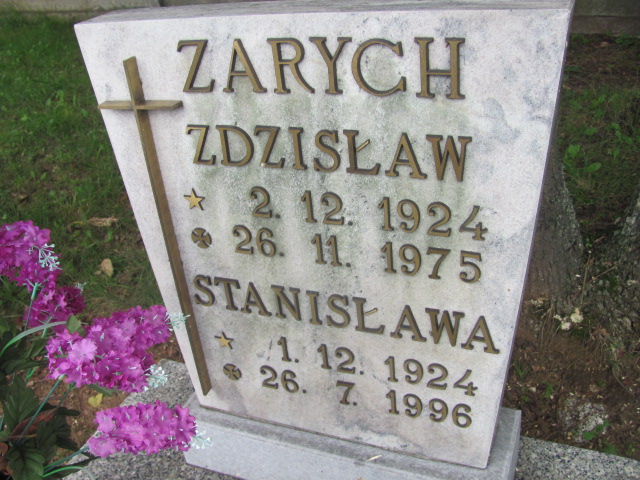 ZARYCH
ZDZISŁAW
2. 12. 1924
26. 11. 1975
STANISŁAWA
1. 12. 1924
26. 7. 1996